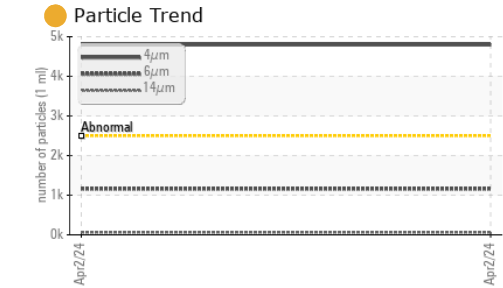 Particle Trend
5k
4k
3k
2k
1k
0k
number of particles (1 ml)
4µm
6µm
14µm
Abnormal
Apr2/24
Apr2/24